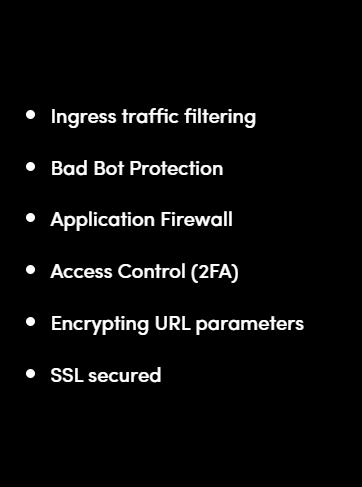 Ingress traffic filtering
Bad Bot Protection
Application Firewall
Access Control (2FA)
Encrypting URL parameters
SSL secured